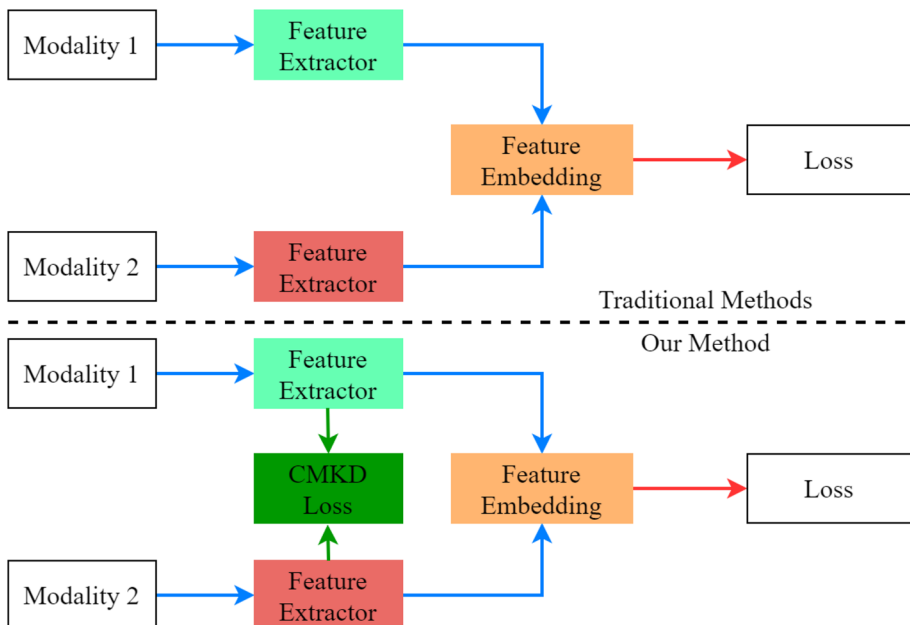 Modality 1
Feature
Extractor
Feature
Embedding
Loss
Modality 2
Feature
Extractor
Traditional Methods
Our Method
Modality 1
Feature
Extractor
CMKD
Loss
Feature
Embedding
Loss
Modality 2
Feature
Extractor